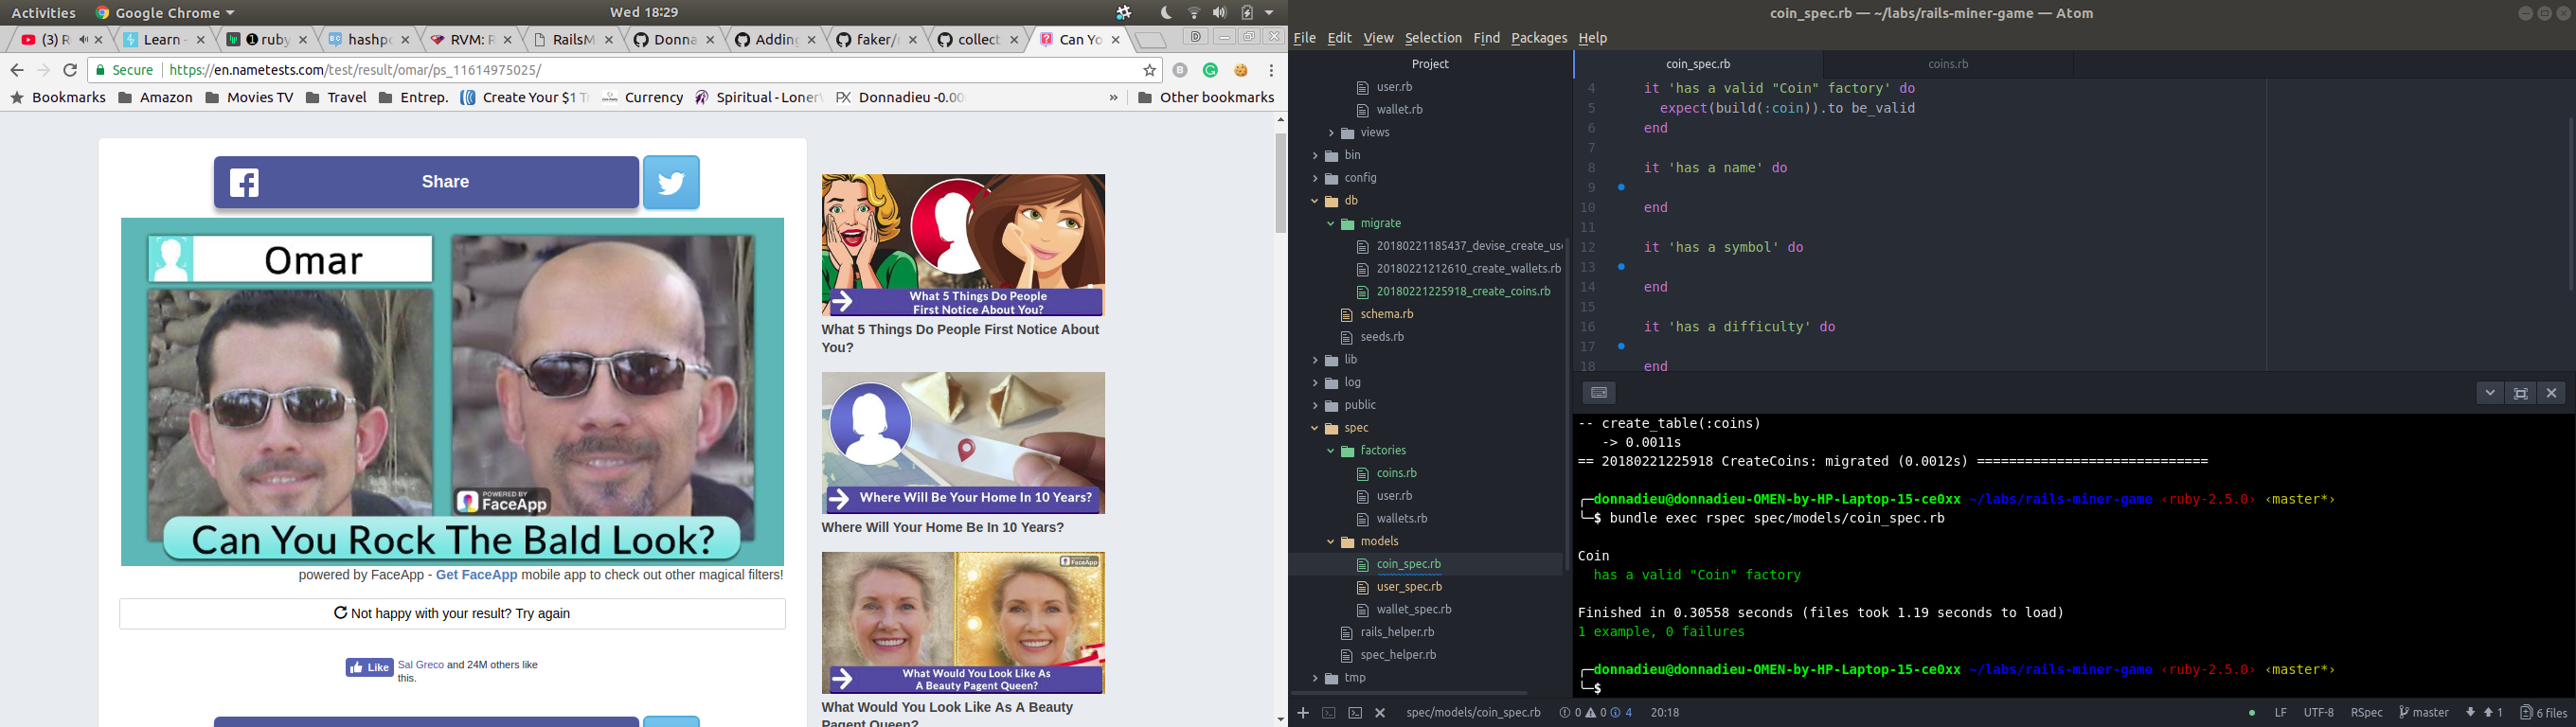 Activities Google Chrome Wed 18:29
(3) R Learn - ruby hashpo RVM: R RailsM Donna Adding faker/r collect Can Yo D
Secure https://en.nametests.com/test/result/omar/ps_11614975025/
Bookmarks Amazon Movies TV Travel Entrep. Create Your $1 T Currency Spiritual - Loner Donnadieu -0.00 » Other bookmarks
Share
Omar
POWERED BY
FaceApp
Can You Rock The Bald Look?
powered by FaceApp - Get FaceApp mobile app to check out other magical filters!
Not happy with your result? Try again
Like Sal Greco and 24M others like
this.
What 5 Things Do People
First Notice About You?
What 5 Things Do People First Notice About
You?
Where Will Be Your Home In 10 Years?
Where Will Your Home Be In 10 Years?
FaceApp
What Would You Look Like As
A Beauty Pagent Queen?
What Would You Look Like As A Beauty
Pagent Queen?
coin_spec.rb — ~/labs/rails-miner-game — Atom
File Edit View Selection Find Packages Help
Project
user.rb
wallet.rb
views
bin
config
db
migrate
20180221185437_devise_create_use
20180221212610_create_wallets.rb
20180221225918_create_coins.rb
schema.rb
seeds.rb
lib
log
public
spec
factories
coins.rb
user.rb
wallets.rb
models
coin_spec.rb
user_spec.rb
wallet_spec.rb
rails_helper.rb
spec_helper.rb
tmp
coin_spec.rb coins.rb
4 it 'has a valid "Coin" factory' do
5 expect(build(:coin)).to be_valid
6 end
7
8 it 'has a name' do
9
10 end
11
12 it 'has a symbol' do
13
14 end
15
16 it 'has a difficulty' do
17
18 end
-- create_table(:coins)
-> 0.0011s
== 20180221225918 CreateCoins: migrated (0.0012s) =============================
╭─donnadieu@donnadieu-OMEN-by-HP-Laptop-15-ce0xx ~/labs/rails-miner-game ‹ruby-2.5.0› ‹master*›
╰─$ bundle exec rspec spec/models/coin_spec.rb
Coin
has a valid "Coin" factory
Finished in 0.30558 seconds (files took 1.19 seconds to load)
1 example, 0 failures
╭─donnadieu@donnadieu-OMEN-by-HP-Laptop-15-ce0xx ~/labs/rails-miner-game ‹ruby-2.5.0› ‹master*›
╰─$
spec/models/coin_spec.rb 0 0 4 20:18 LF UTF-8 RSpec master 1 6 files